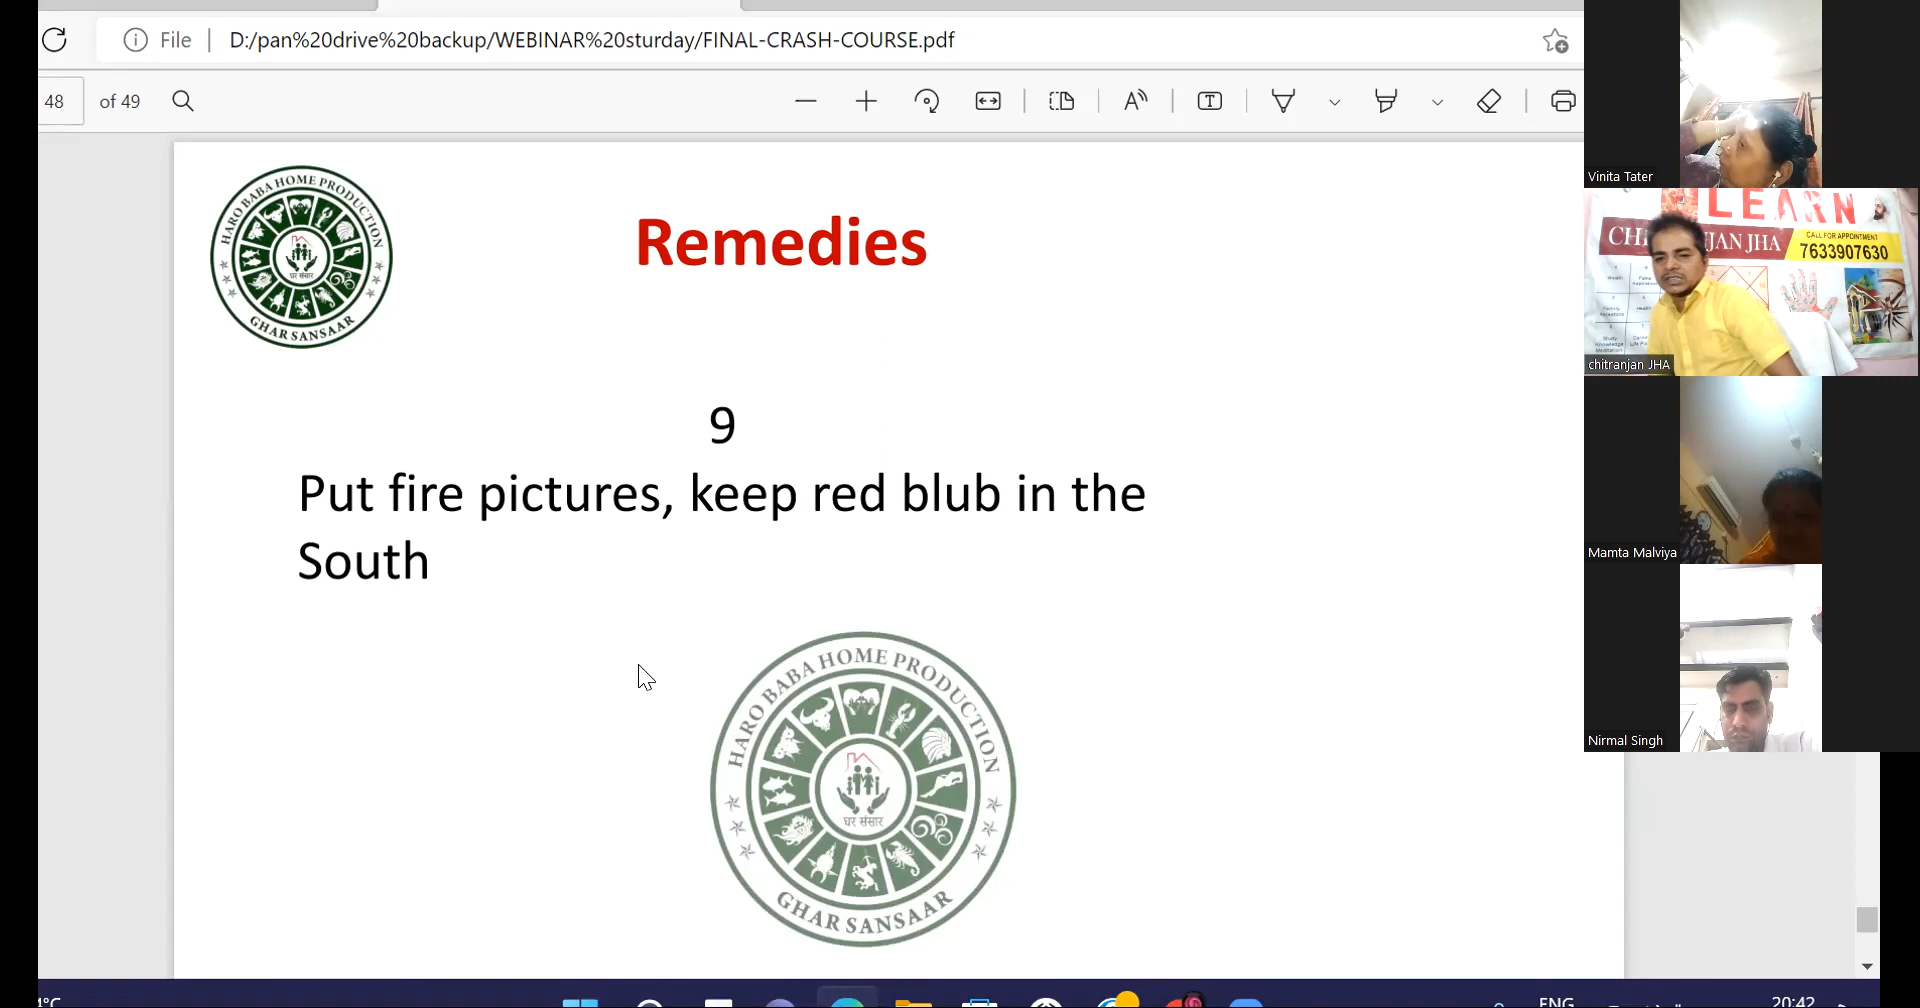 File
D:/pan%20drive%20backup/WEBINAR%20sturday/FINAL-CRASH-COURSE.pdf
48 of 49
HARO BABA HOME PRODUCTION
घर संसार
GHAR SANSAAR
Remedies
9
Put fire pictures, keep red blub in the
South
HARO BABA HOME PRODUCTION
घर संसार
GHAR SANSAAR
Vinita Tater
LEARN
JAN JHA
CALL FOR APPOINTMENT
7633907630
chitranjan JHA
Mamta Malviya
Nirmal Singh
ENG
20:42